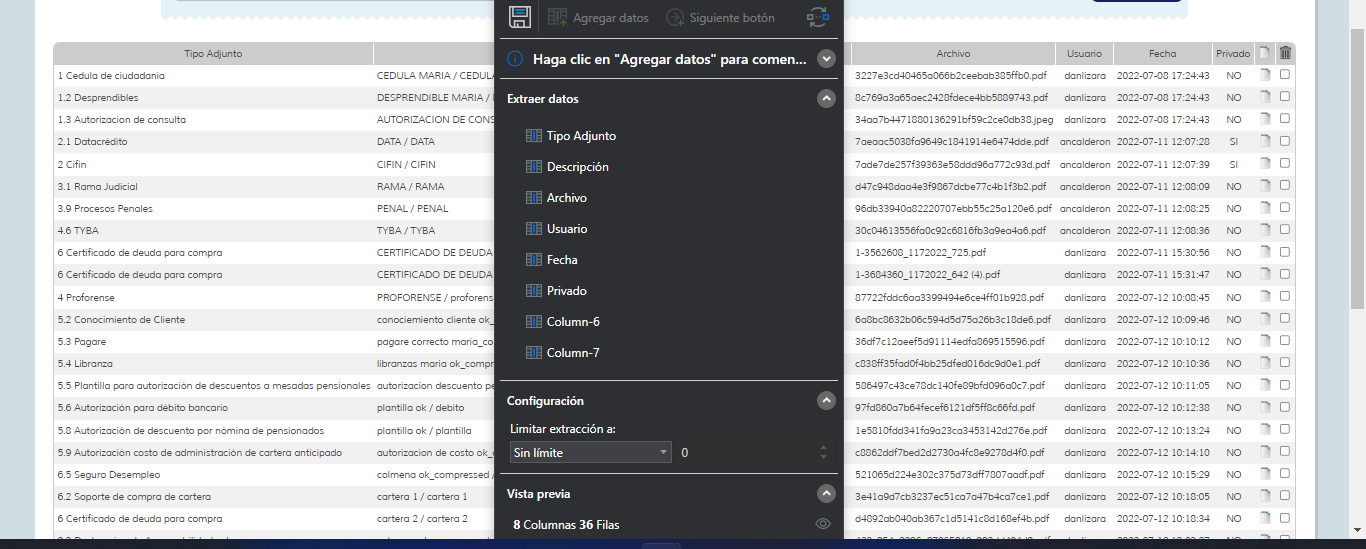 Agregar datos Siguiente botón
Haga clic en "Agregar datos" para comen...
Extraer datos
Tipo Adjunto
Descripción
Archivo
Usuario
Fecha
Privado
Column-6
Column-7
Configuración
Limitar extracción a:
Sin límite 0
Vista previa
8 Columnas 36 Filas
Tipo Adjunto Archivo Usuario Fecha Privado
1 Cedula de ciudadania CEDULA MARIA / CEDULA 3227e3cd40465a066b2ceebab385ffb0.pdf danlizara 2022-07-08 17:24:43 NO
1.2 Desprendibles DESPRENDIBLE MARIA / 8c769a3a65aec2428fdece4bb5889743.pdf danlizara 2022-07-08 17:24:43 NO
1.3 Autorizacion de consulta AUTORIZACION DE CONS 34aa7b4471880136291bf59c2ce0db38.jpeg danlizara 2022-07-08 17:24:43 NO
2.1 Datacrédito DATA / DATA 7aeaac5038fa9649c1841914e6474dde.pdf ancalderon 2022-07-11 12:07:28 SI
2 Cifin CIFIN / CIFIN 7ade7de257f39363e58ddd96a772c93d.pdf ancalderon 2022-07-11 12:07:39 SI
3.1 Rama Judicial RAMA / RAMA d47c948daa4e3f9867dcbe77c4b1f3b2.pdf ancalderon 2022-07-11 12:08:09 NO
3.9 Procesos Penales PENAL / PENAL 96db33940a82220707ebb55c25a120e6.pdf ancalderon 2022-07-11 12:08:25 NO
4.6 TYBA TYBA / TYBA 30c04613556fa0c92c6816fb3a9ea4a6.pdf ancalderon 2022-07-11 12:08:36 NO
6 Certificado de deuda para compra CERTIFICADO DE DEUDA 1-3562608_1172022_725.pdf danlizara 2022-07-11 15:30:56 NO
6 Certificado de deuda para compra CERTIFICADO DE DEUDA 1-3684360_1172022_642 (4).pdf danlizara 2022-07-11 15:31:47 NO
4 Proforense PROFORENSE / proforens 87722fddc6aa3399494e6ce4ff01b928.pdf danlizara 2022-07-12 10:08:45 NO
5.2 Conocimiento de Cliente conociemiento cliente ok_ 6a8bc8632b06c594d5d75a26b3c18de6.pdf danlizara 2022-07-12 10:09:46 NO
5.3 Pagare pagare correcto maria_co 36df7c12aeef5d91114edfa869515596.pdf danlizara 2022-07-12 10:10:12 NO
5.4 Libranza libranzas maria ok_compr c838ff35fad0f4bb25dfed016dc9d0e1.pdf danlizara 2022-07-12 10:10:36 NO
5.5 Plantilla para autorización de descuentos a mesadas pensionales autorizacion descuento pe 586497c43ce78dc140fe89bfd096a0c7.pdf danlizara 2022-07-12 10:11:05 NO
5.6 Autorización para débito bancario plantilla ok / debito 97fd860a7b64fecef6121df5ff8c66fd.pdf danlizara 2022-07-12 10:12:38 NO
5.8 Autorización de descuento por nómina de pensionados plantilla ok / plantilla 1e5810fdd341fa9a23ca3453142d276e.pdf danlizara 2022-07-12 10:13:24 NO
5.9 Autorización costo de administración de cartera anticipado autorizacion de costo ok_ c8862ddf7bed2d2730a4fc8e9278d4f0.pdf danlizara 2022-07-12 10:14:10 NO
6.5 Seguro Desempleo colmena ok_compressed / 521065d224e302c375d73dff7807aadf.pdf danlizara 2022-07-12 10:15:29 NO
6.2 Soporte de compra de cartera cartera 1 / cartera 1 3e41a9d7cb3237ec51ca7a47b4ca7ce1.pdf danlizara 2022-07-12 10:18:05 NO
6 Certificado de deuda para compra cartera 2 / cartera 2 d4892ab040ab367c1d5141c8d168ef4b.pdf danlizara 2022-07-12 10:18:34 NO